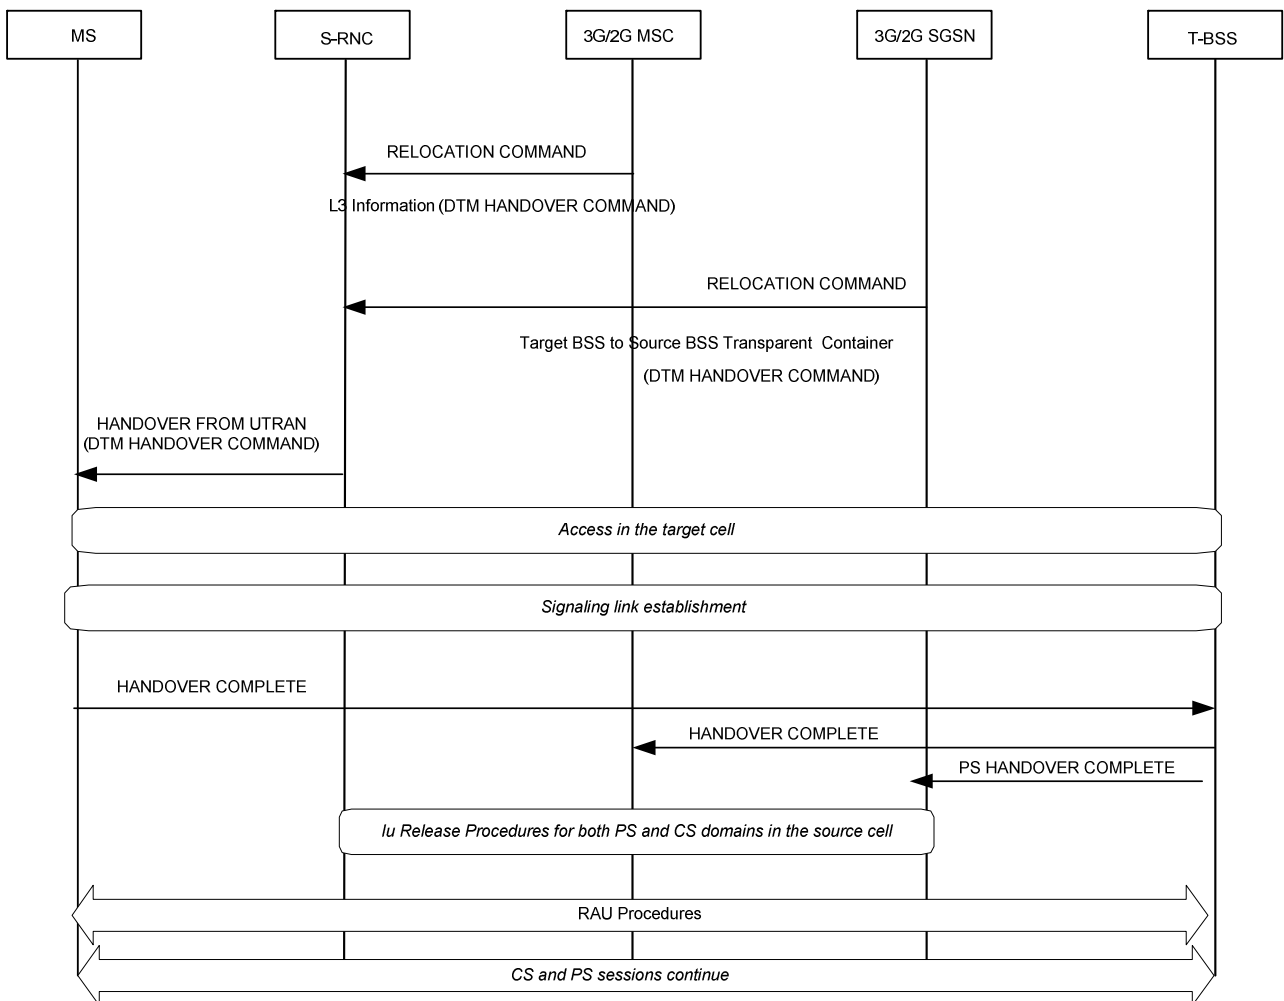 MS
S-RNC
3G/2G MSC
3G/2G SGSN
T-BSS
RELOCATION COMMAND
L3 Information (DTM HANDOVER COMMAND)
RELOCATION COMMAND
Target BSS to Source BSS Transparent Container
(DTM HANDOVER COMMAND)
HANDOVER FROM UTRAN
(DTM HANDOVER COMMAND)
Access in the target cell
Signaling link establishment
HANDOVER COMPLETE
HANDOVER COMPLETE
PS HANDOVER COMPLETE
Iu Release Procedures for both PS and CS domains in the source cell
RAU Procedures
CS and PS sessions continue